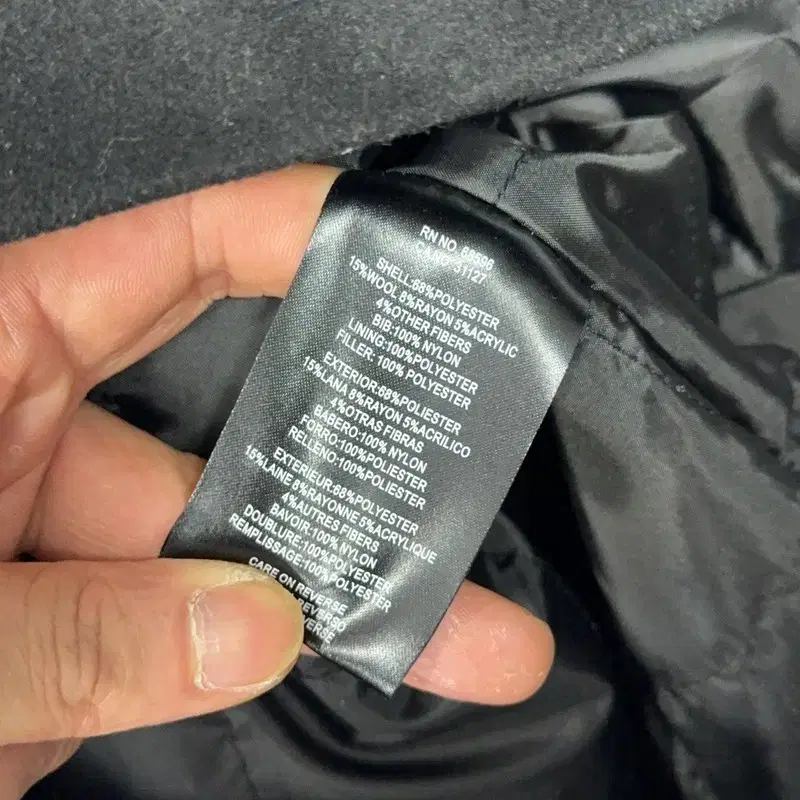 RN NO.
31127
SHELL:68%POLYESTER
15%WOOL 8%RAYON 5%ACRYLIC
4%OTHER FIBERS
BIB:100% NYLON
LINING:100%POLYESTER
FILLER: 100% POLYESTER
EXTERIOR:68%POLIESTER
15%LANA 8%RAYON 5%ACRILICO
4%OTRAS FIBRAS
BABERO:100% NYLON
FORRO:100%POLIESTER
RELLENO:100%POLIESTER
EXTERIEUR:68%POLYESTER
15%LAINE 8%RAYONNE 5%ACRYLIQUE
4%AUTRES FIBERS
BAVOIR:100% NYLON
DOUBLURE:100%POLYESTER
REMPLISSAGE:100%POLYESTER
CARE ON REVERSE
REVERSO
REVERSE